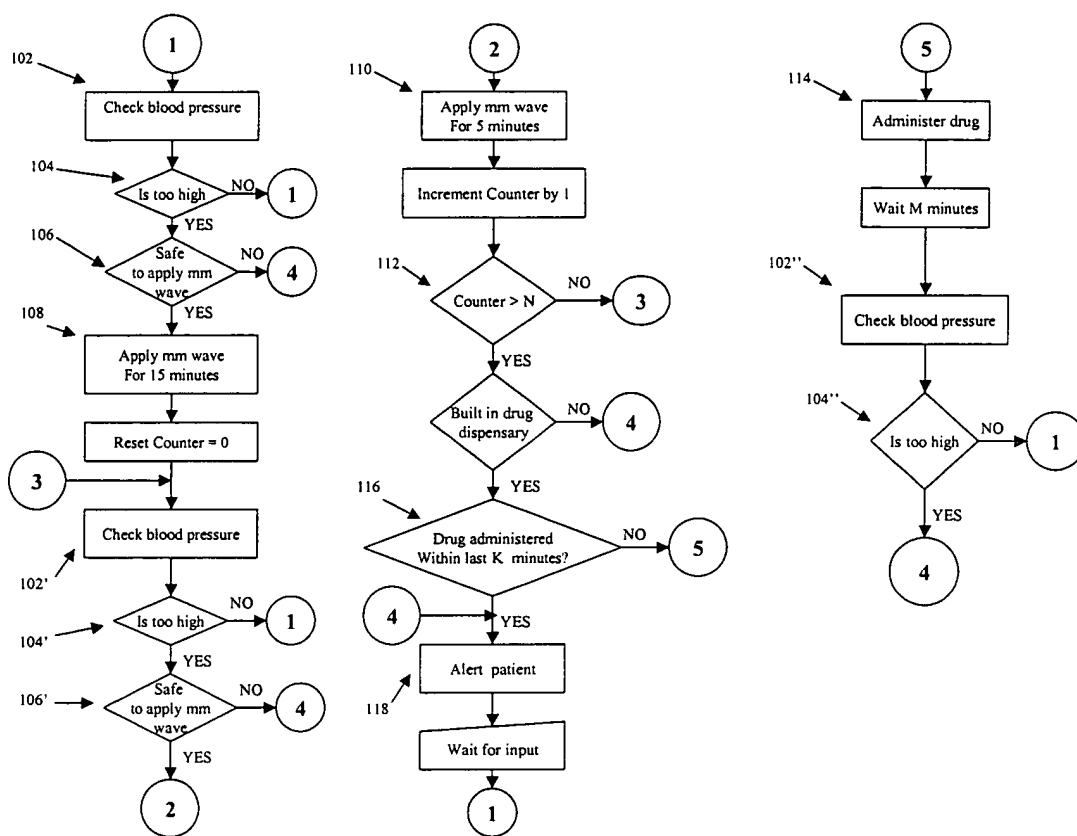 1
102
Check blood pressure
104
Is too high
NO
1
YES
106
Safe
to apply mm
wave
NO
4
YES
108
Apply mm wave
For 15 minutes
Reset Counter = 0
3
Check blood pressure
102'
Is too high
NO
1
104'
YES
106'
Safe
to apply mm
wave
NO
4
YES
2
2
110
Apply mm wave
For 5 minutes
Increment Counter by 1
112
Counter > N
NO
3
YES
Built in drug
dispensary
NO
4
YES
116
Drug administered
Within last K minutes?
NO
5
4
YES
Alert patient
118
Wait for input
1
5
114
Administer drug
Wait M minutes
102''
Check blood pressure
104''
Is too high
NO
1
YES
4